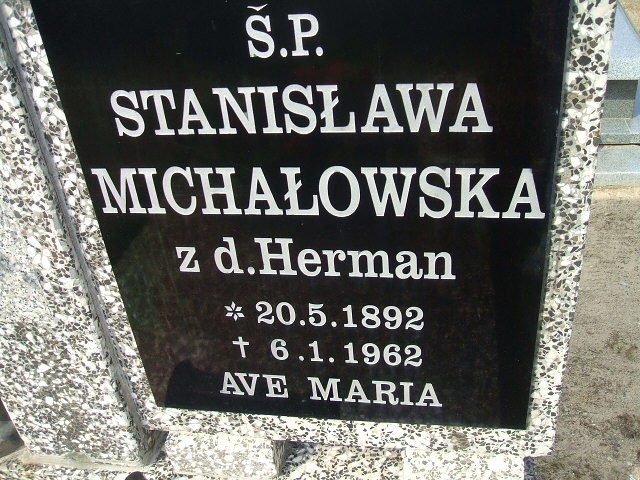 Š.P.
STANISŁAWA
MICHAŁOWSKA
z d.Herman
* 20.5.1892
† 6.1.1962
AVE MARIA